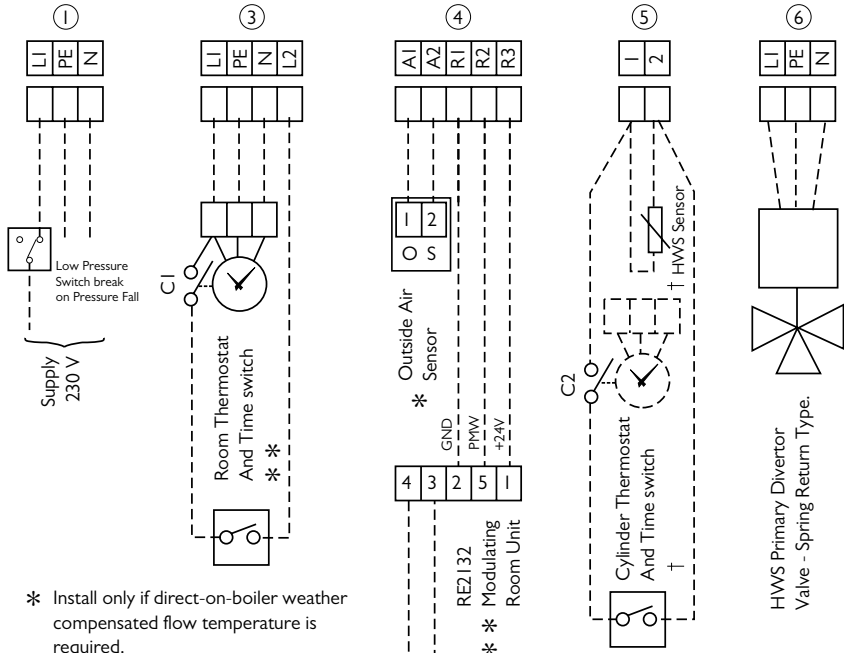 1
3
4
5
6
L1 PE N
L1 PE N L2
A1 A2 R1 R2 R3
1 2
L1 PE N
1 2
O S
Low Pressure
Switch break
on Pressure Fall
Supply
230 V
C1
Room Thermostat
And Time switch
* *
Outside Air
Sensor
*
GND
PMW
+24V
4 3 2 5 1
RE2132
Modulating
Room Unit
* *
† HWS Sensor
C2
Cylinder Thermostat
And Time switch
†
HWS Primary Divertor
Valve - Spring Return Type.
* Install only if direct-on-boiler weather
compensated flow temperature is
required.